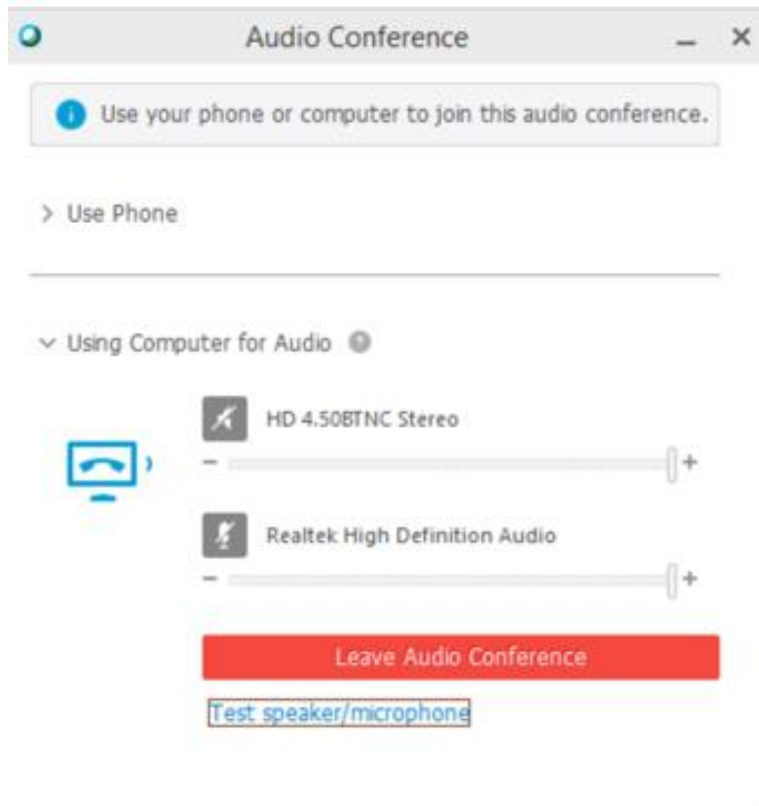 Audio Conference
Use your phone or computer to join this audio conference.
Use Phone
Using Computer for Audio
HD 4.50BTNC Stereo
Realtek High Definition Audio
Leave Audio Conference
Test speaker/microphone